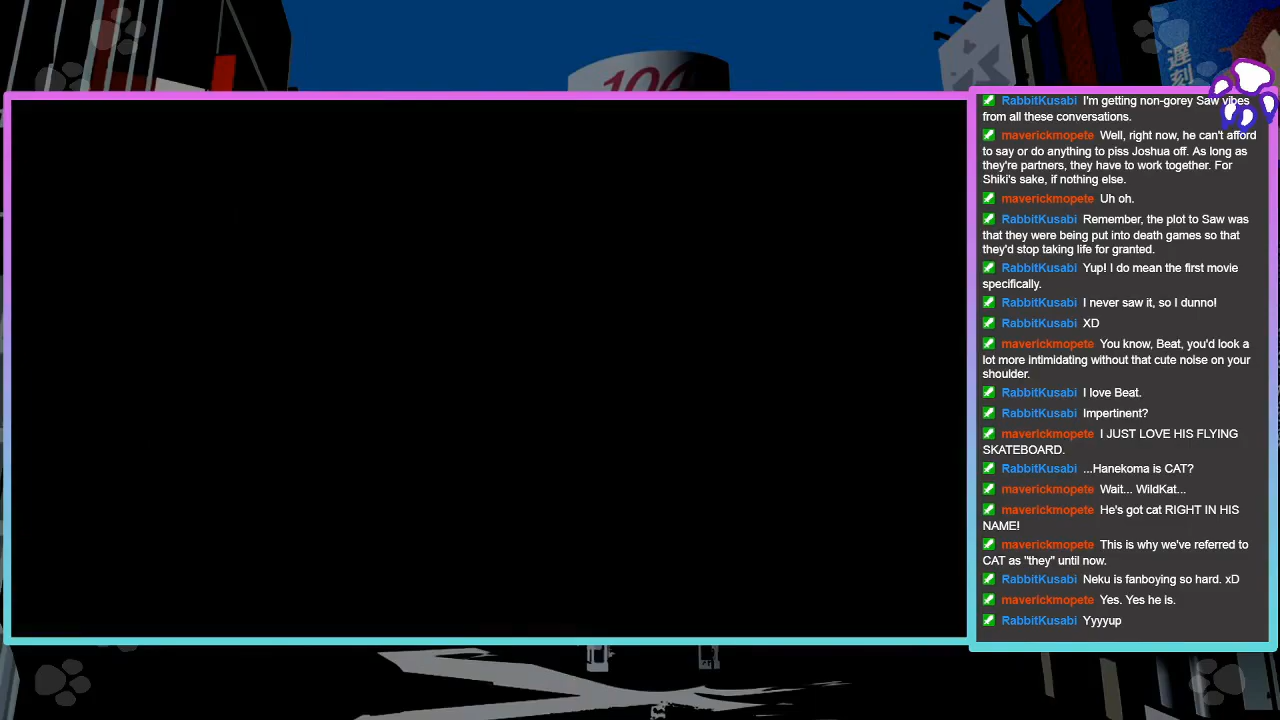 106
遅刻
RabbitKusabi I'm getting non-gorey Saw vibes
from all these conversations.
maverickmopete Well, right now, he can't afford
to say or do anything to piss Joshua off. As long as
they're partners, they have to work together. For
Shiki's sake, if nothing else.
maverickmopete Uh oh.
RabbitKusabi Remember, the plot to Saw was
that they were being put into death games so that
they'd stop taking life for granted.
RabbitKusabi Yup! I do mean the first movie
specifically.
RabbitKusabi I never saw it, so I dunno!
RabbitKusabi XD
maverickmopete You know, Beat, you'd look a
lot more intimidating without that cute noise on your
shoulder.
RabbitKusabi I love Beat.
RabbitKusabi Impertinent?
maverickmopete I JUST LOVE HIS FLYING
SKATEBOARD.
RabbitKusabi ...Hanekoma is CAT?
maverickmopete Wait... WildKat...
maverickmopete He's got cat RIGHT IN HIS
NAME!
maverickmopete This is why we've referred to
CAT as "they" until now.
RabbitKusabi Neku is fanboying so hard. xD
maverickmopete Yes. Yes he is.
RabbitKusabi Yyyyup